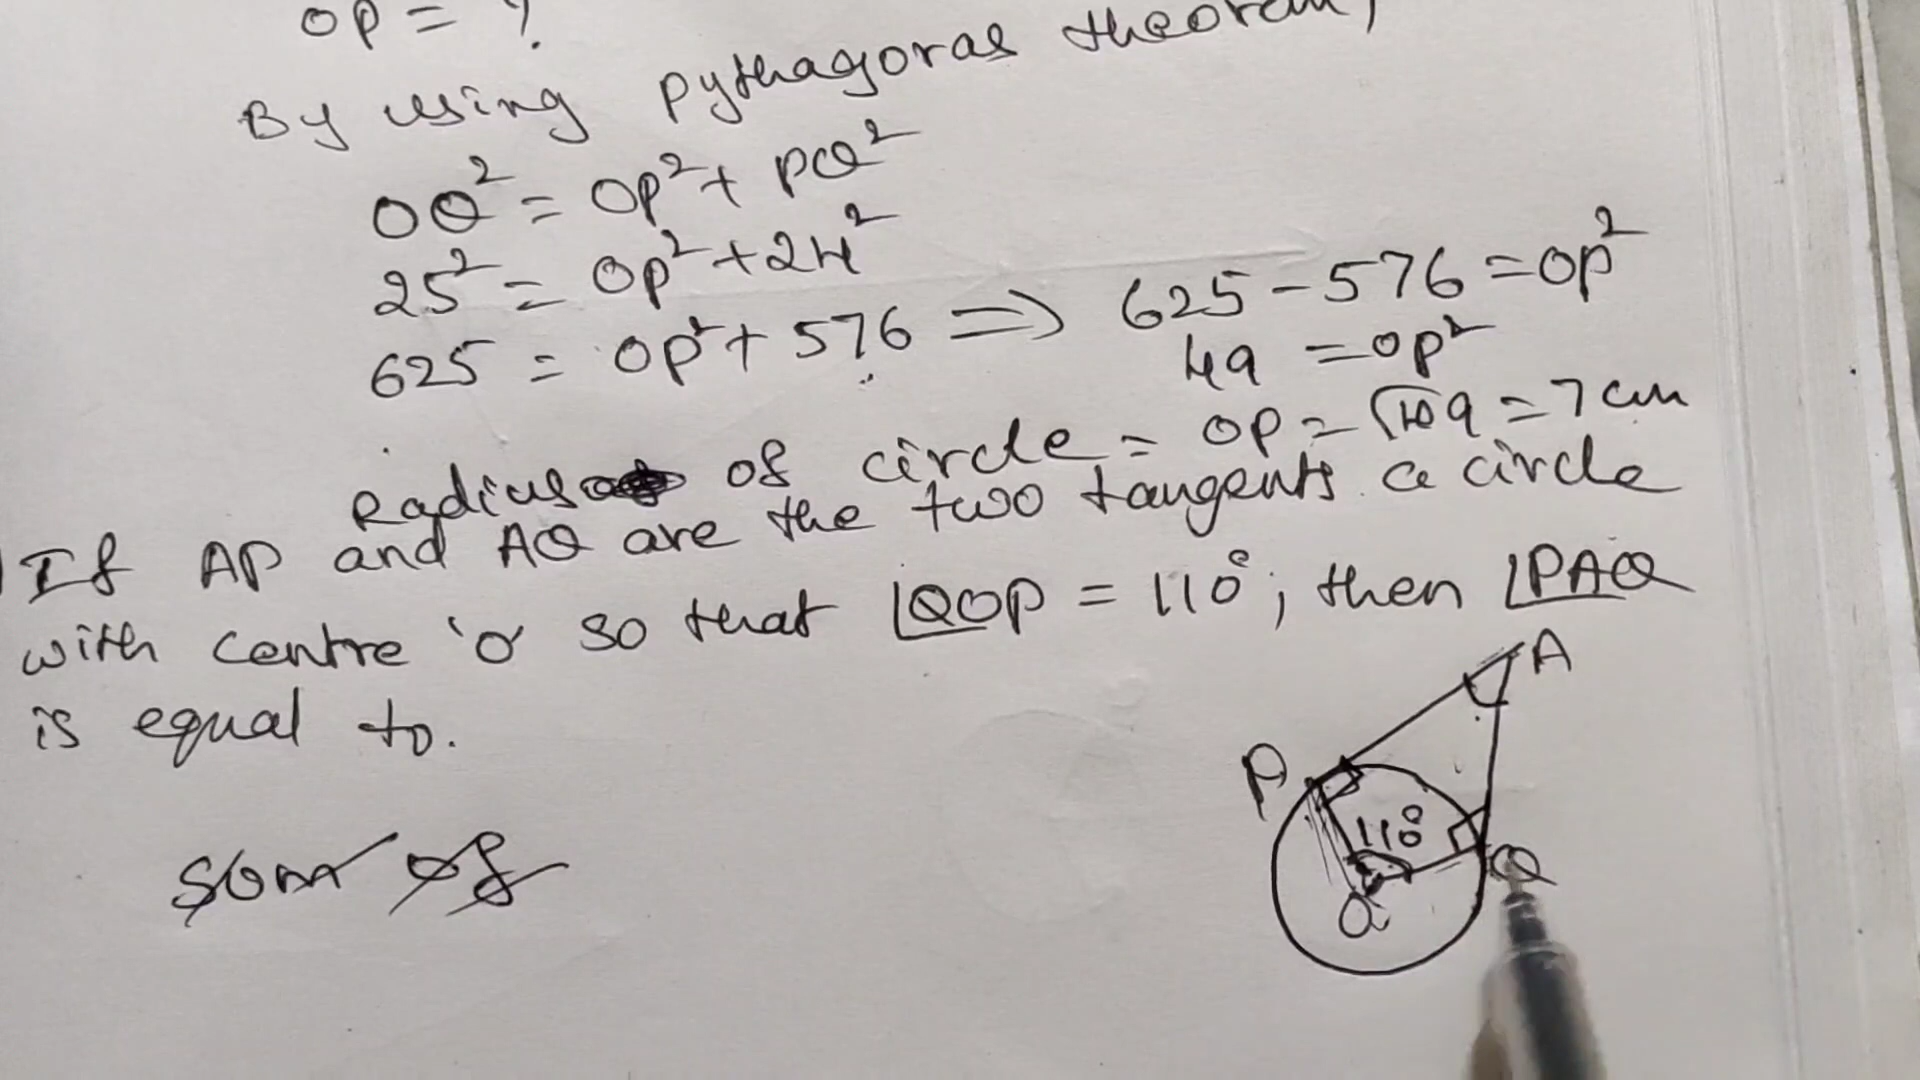 OP = ?
By using pythagoras theorem,
OQ² = OP² + PQ²
25² = OP² + 24²
625 = OP² + 576 => 625 - 576 = OP²
49 = OP²
Radius of circle = OP = √49 = 7 cm
If AP and AQ are the two tangents a circle
with centre 'O' so that ∠QOP = 110°, then ∠PAQ
is equal to.
A
P
110°
Q
O
Sum of